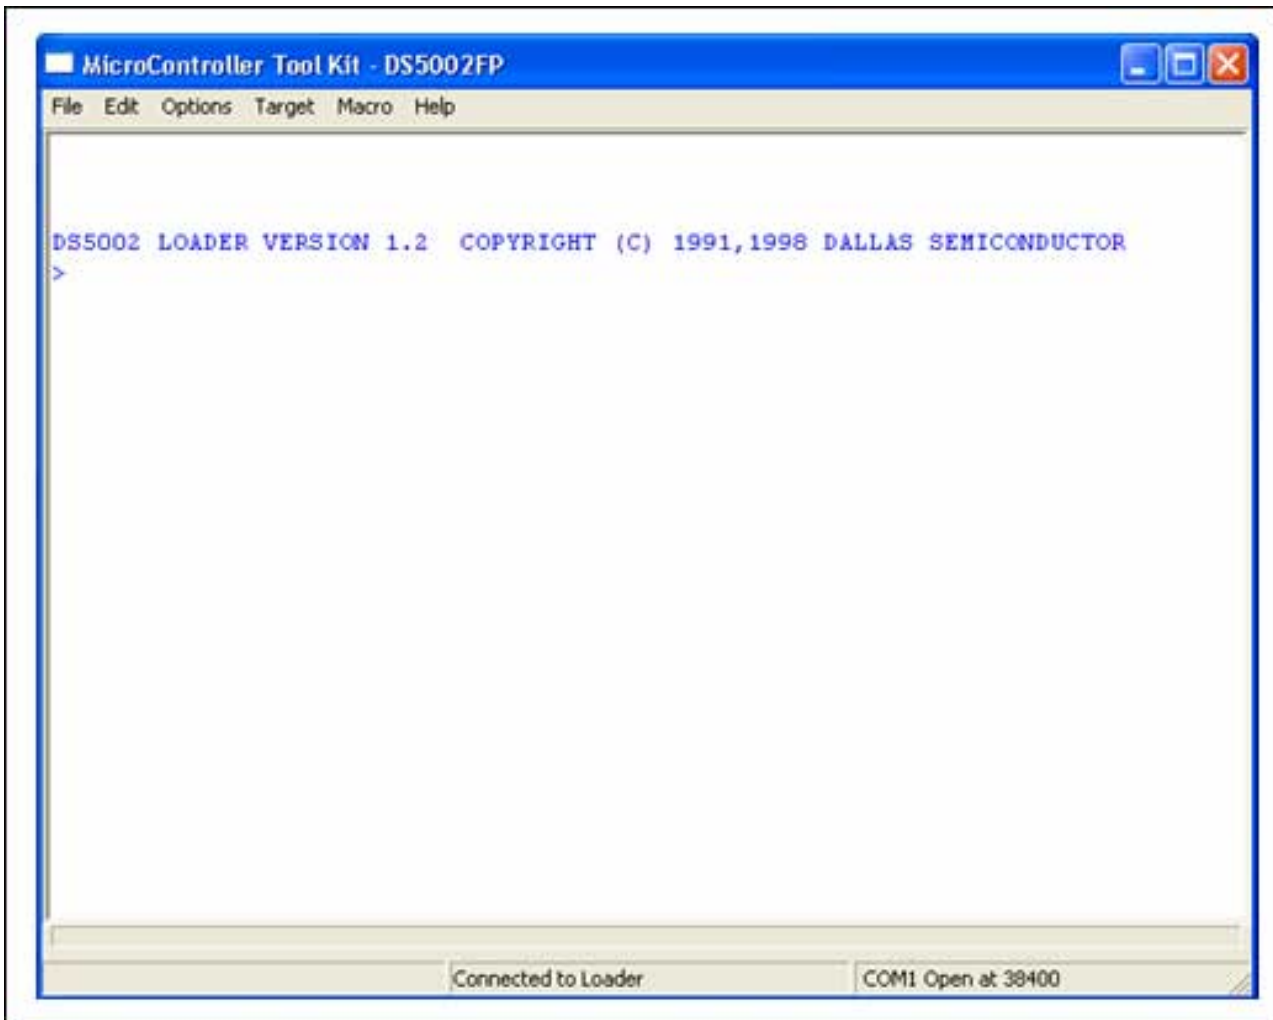 MicroController Tool Kit - DS5002FP
File Edit Options Target Macro Help
DS5002 LOADER VERSION 1.2  COPYRIGHT (C) 1991,1998 DALLAS SEMICONDUCTOR
>
Connected to Loader
COM1 Open at 38400